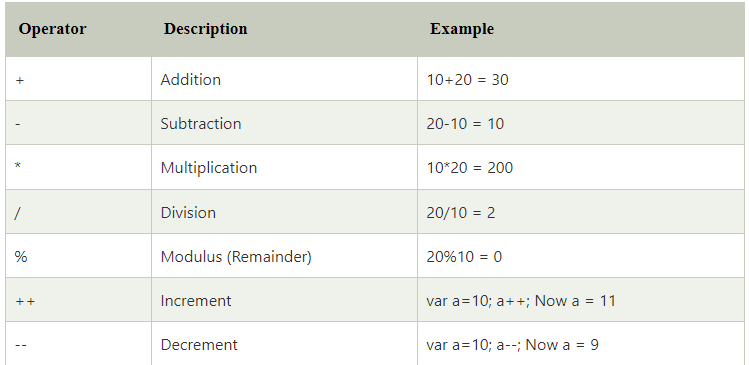 Operator Description Example
+ Addition 10+20 = 30
- Subtraction 20-10 = 10
* Multiplication 10*20 = 200
/ Division 20/10 = 2
% Modulus (Remainder) 20%10 = 0
++ Increment var a=10; a++; Now a = 11
-- Decrement var a=10; a--; Now a = 9